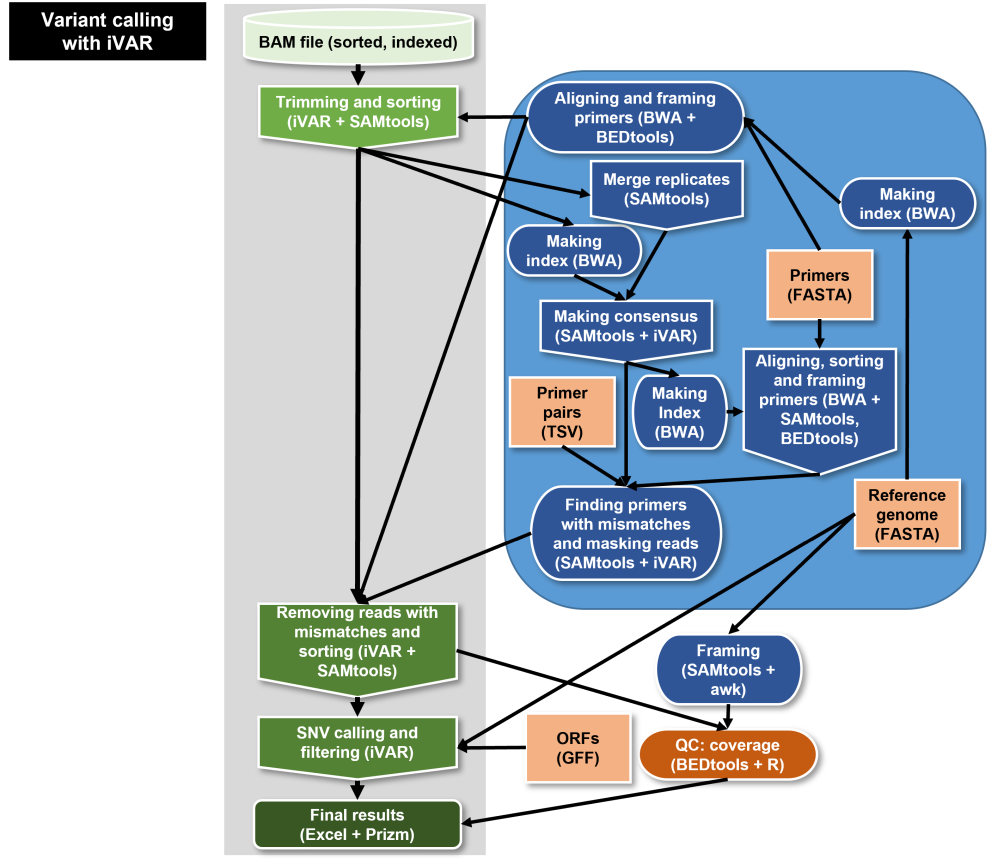 Variant calling
with iVAR
BAM file (sorted, indexed)
Trimming and sorting
(iVAR + SAMtools)
Aligning and framing
primers (BWA +
BEDtools)
Merge replicates
(SAMtools)
Making
index (BWA)
Making
index (BWA)
Primers
(FASTA)
Making consensus
(SAMtools + iVAR)
Primer
pairs
(TSV)
Making
Index
(BWA)
Aligning, sorting
and framing
primers (BWA +
SAMtools,
BEDtools)
Finding primers
with mismatches
and masking reads
(SAMtools + iVAR)
Reference
genome
(FASTA)
Removing reads with
mismatches and
sorting (iVAR +
SAMtools)
Framing
(SAMtools +
awk)
SNV calling and
filtering (iVAR)
ORFs
(GFF)
QC: coverage
(BEDtools + R)
Final results
(Excel + Prizm)